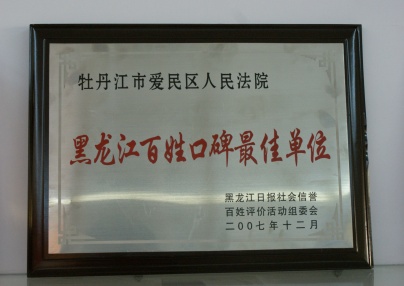 牡丹江市爱民区人民法院
黑龙江百姓口碑最佳单位
黑龙江日报社会信誉
百姓评价活动组委会
二00七年十二月